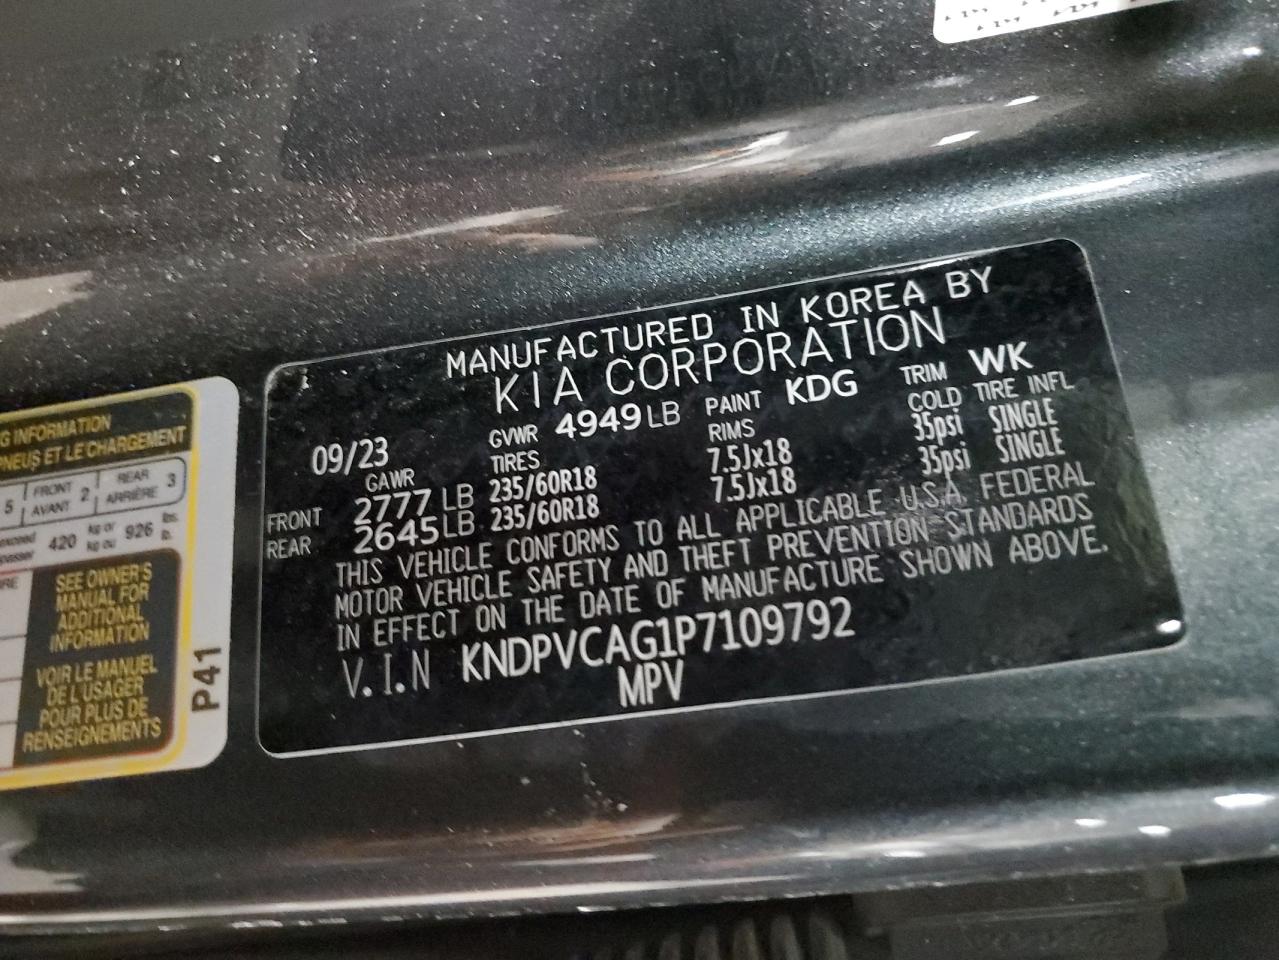 MANUFACTURED IN KOREA BY
KIA CORPORATION
09/23 GVWR 4949LB PAINT KDG TRIM WK
GAWR TIRES RIMS COLD TIRE INFL
FRONT 2777 LB 235/60R18 7.5Jx18 35psi SINGLE
REAR 2645LB 235/60R18 7.5Jx18 35psi SINGLE
THIS VEHICLE CONFORMS TO ALL APPLICABLE U.S.A. FEDERAL
MOTOR VEHICLE SAFETY AND THEFT PREVENTION STANDARDS
IN EFFECT ON THE DATE OF MANUFACTURE SHOWN ABOVE.
V.I.N KNDPVCAG1P7109792
MPV
INFORMATION
PNEUS ET LE CHARGEMENT
5 FRONT AVANT 2 REAR ARRIÈRE 3
420 kg or kg ou 926 lbs. lb.
SEE OWNER'S
MANUAL FOR
ADDITIONAL
INFORMATION
VOIR LE MANUEL
DE L'USAGER
POUR PLUS DE
RENSEIGNEMENTS
P41